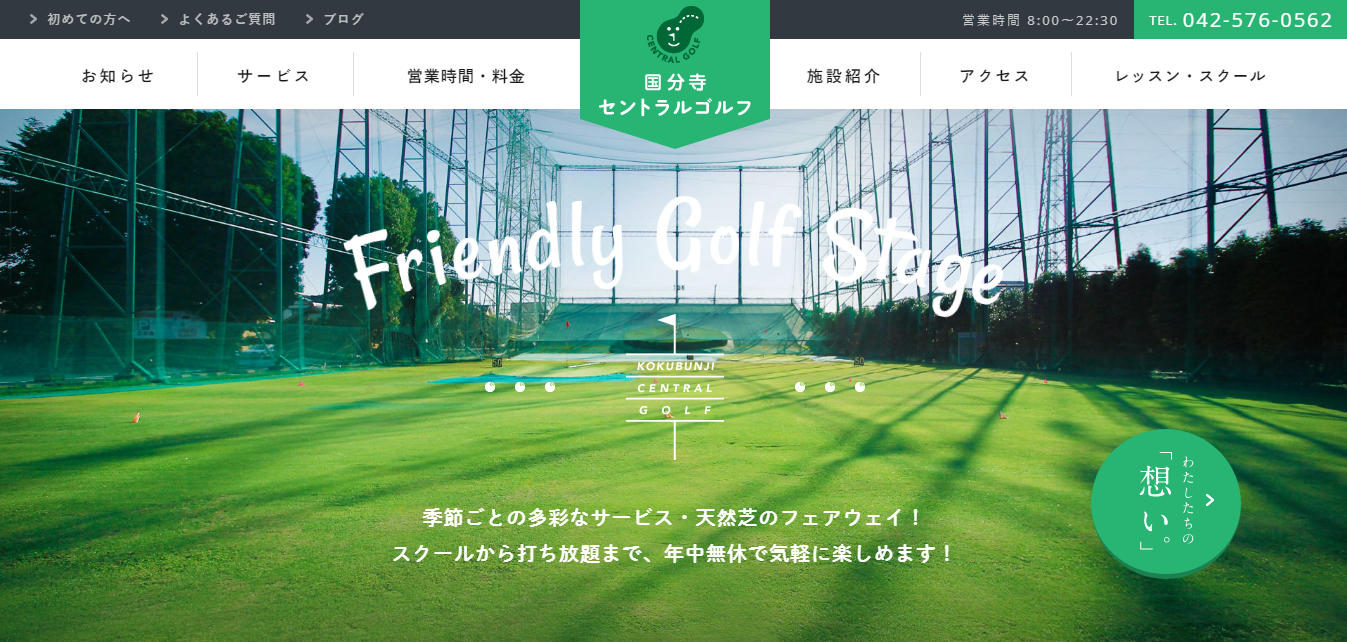 初めての方へ
よくあるご質問
ブログ
営業時間 8:00〜22:30
TEL. 042-576-0562
お知らせ
サービス
営業時間・料金
CENTRAL GOLF
国分寺
セントラルゴルフ
施設紹介
アクセス
レッスン・スクール
Friendly Golf Stage
KOKUBUNJI
CENTRAL
GOLF
50
50
わたしたちの
「想い。」
季節ごとの多彩なサービス・天然芝のフェアウェイ！
スクールから打ち放題まで、年中無休で気軽に楽しめます！